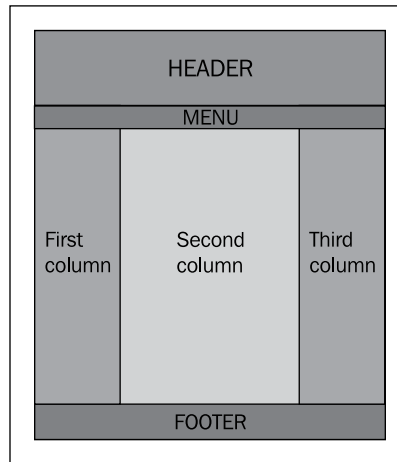 HEADER
MENU
First
column
Second
column
Third
column
FOOTER